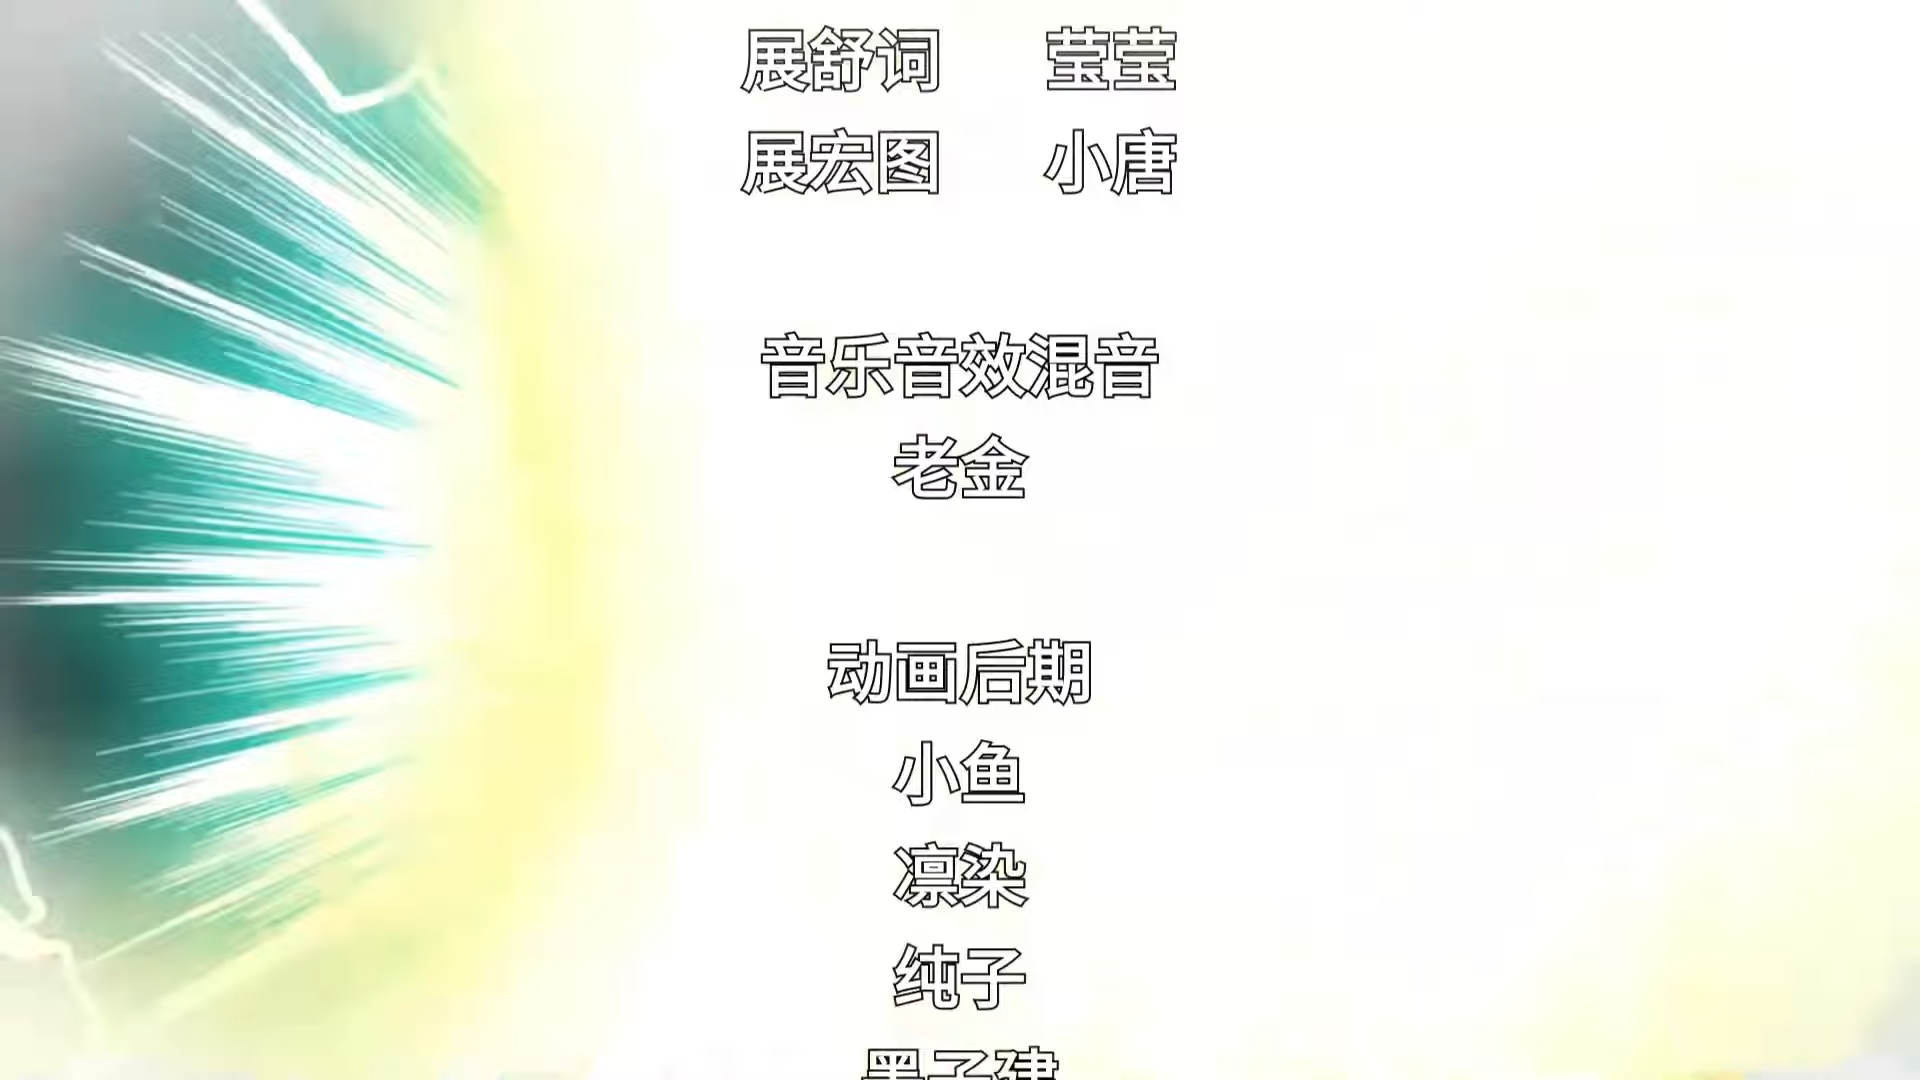 展舒词 莹莹
展宏图 小唐
音乐音效混音
老金
动画后期
小鱼
凛染
纯子